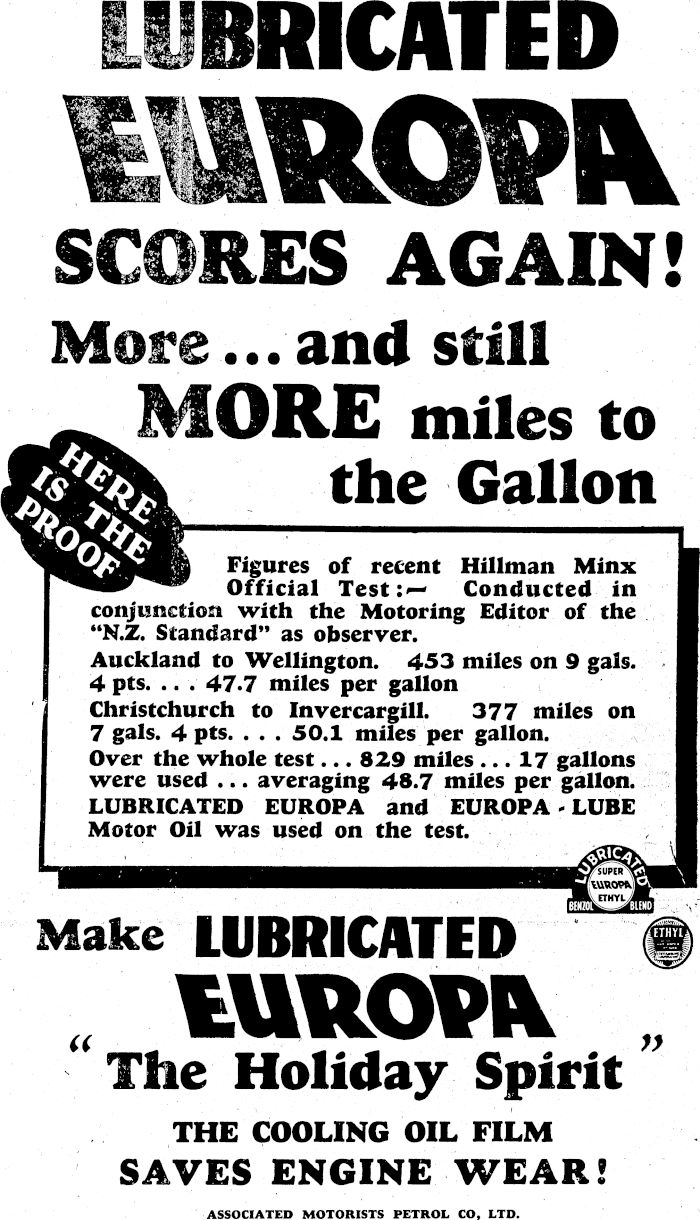 LUBRICATED
EUROPA
SCORES AGAIN!
More ... and still
MORE miles to
the Gallon
HERE
IS THE
PROOF
Figures of recent Hillman Minx
Official Test:— Conducted in
conjunction with the Motoring Editor of the
“N.Z. Standard” as observer.
Auckland to Wellington. 453 miles on 9 gals.
4 pts. ... 47.7 miles per gallon
Christchurch to Invercargill. 377 miles on
7 gals. 4 pts. ... 50.1 miles per gallon.
Over the whole test ... 829 miles ... 17 gallons
were used ... averaging 48.7 miles per gallon.
LUBRICATED EUROPA and EUROPA - LUBE
Motor Oil was used on the test.
LUBRICATED
SUPER
EUROPA
ETHYL
BENZOL BLEND
ETHYL
Make LUBRICATED
EUROPA
“The Holiday Spirit”
THE COOLING OIL FILM
SAVES ENGINE WEAR!
ASSOCIATED MOTORISTS PETROL CO, LTD.